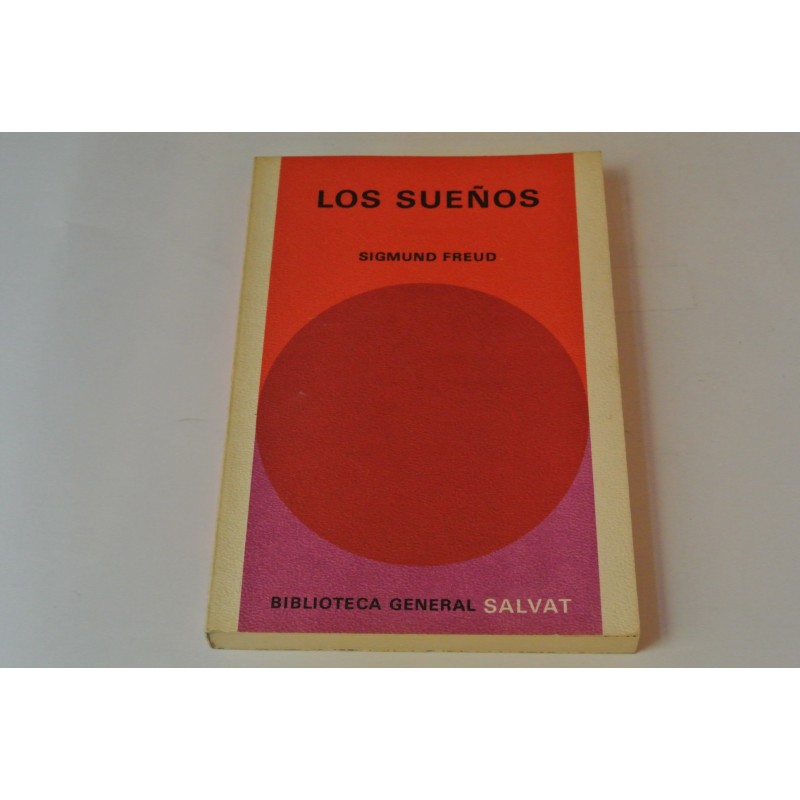 LOS SUEÑOS
SIGMUND FREUD
BIBLIOTECA GENERAL SALVAT